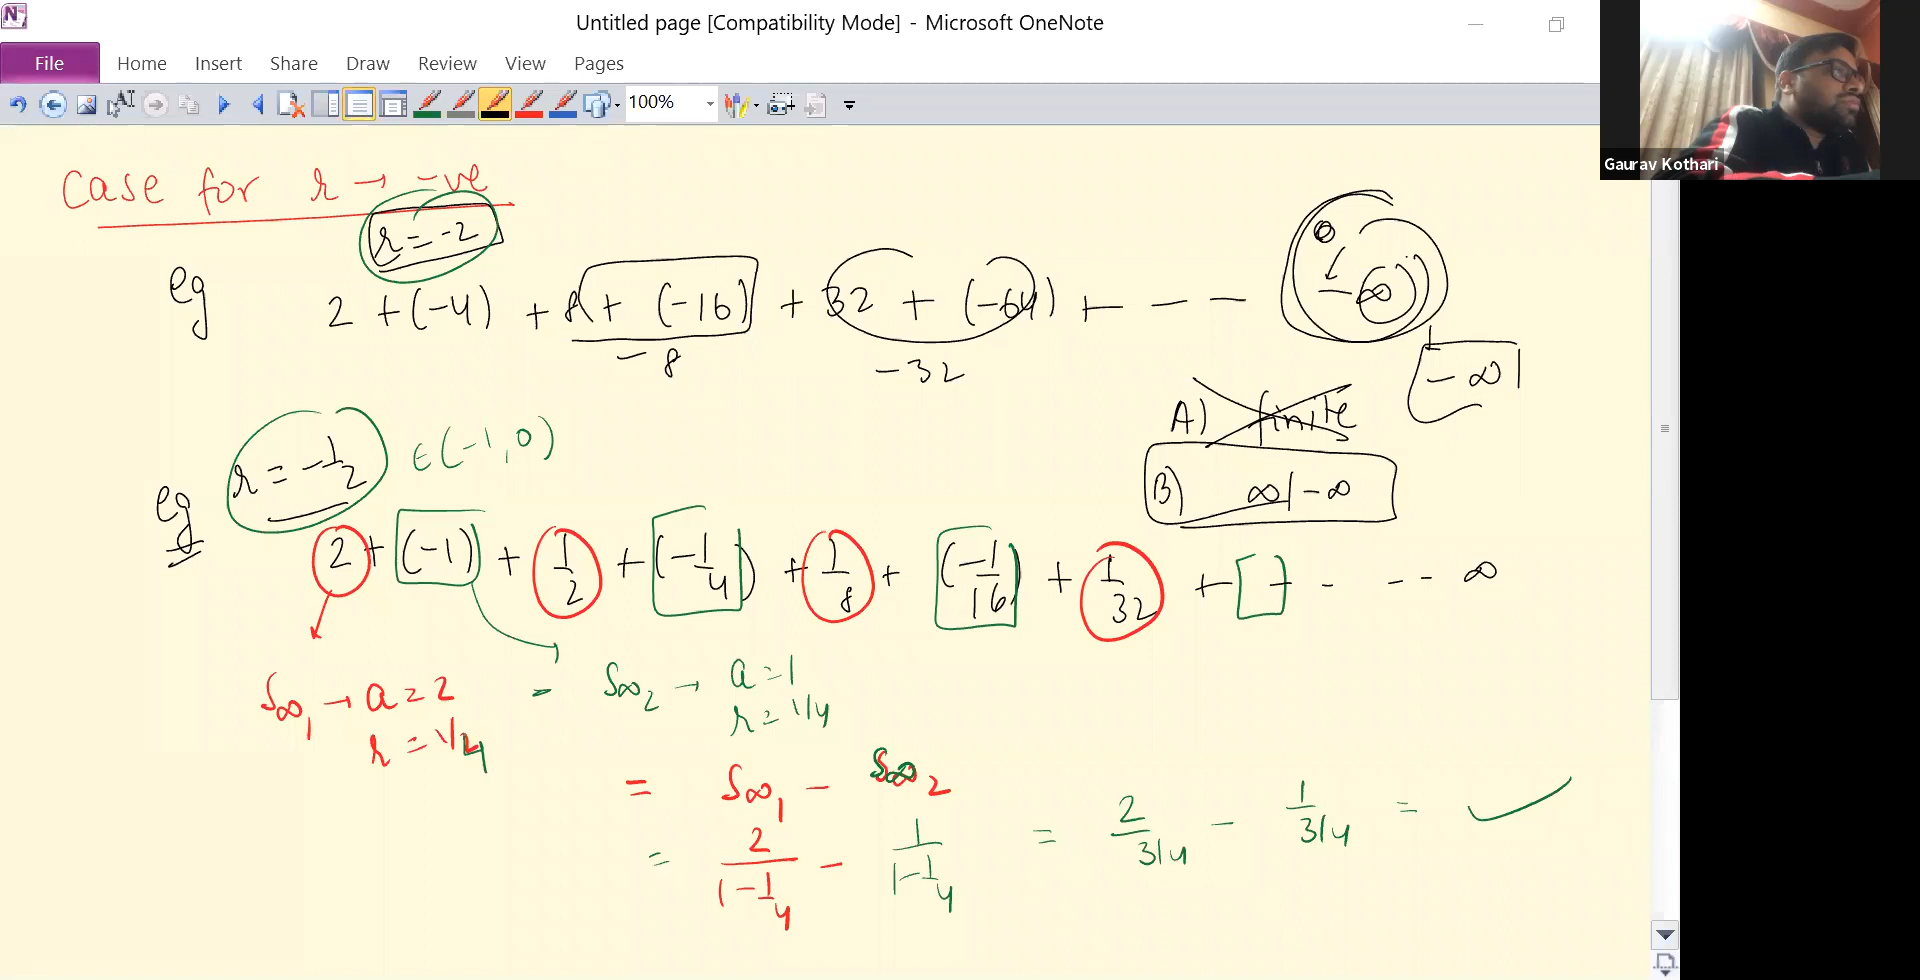 Untitled page [Compatibility Mode] - Microsoft OneNote
File Home Insert Share Draw Review View Pages
100%
Gaurav Kothari
Case for r → -ve
r = -2
eg 2 + (-4) + 8 + (-16) + 32 + (-64) + - - -
0 ↓ -∞
-8 -32
-∞
A) finite
B) ∞/-∞
r = -1/2 ∈ (-1, 0)
eg 2 + (-1) + 1/2 + (-1/4) + 1/8 + (-1/16) + 1/32 + [ ] + - - - - ∞
S∞1 → a = 2 - S∞2 → a = 1
r = 1/4 r = 1/4
= S∞1 - S∞2
= 2/(1-1/4) - 1/(1-1/4) = 2/(3/4) - 1/(3/4) = ✓